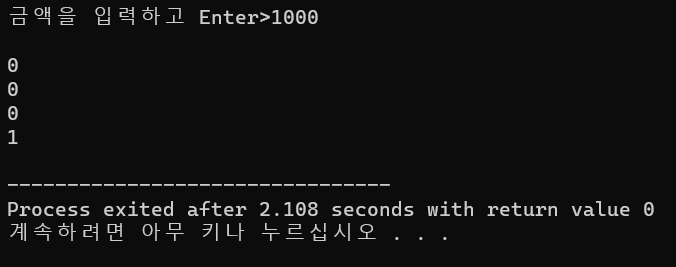 금액을 입력하고 Enter>1000
0
0
0
1
--------------------------------
Process exited after 2.108 seconds with return value 0
계속하려면 아무 키나 누르십시오 . . .